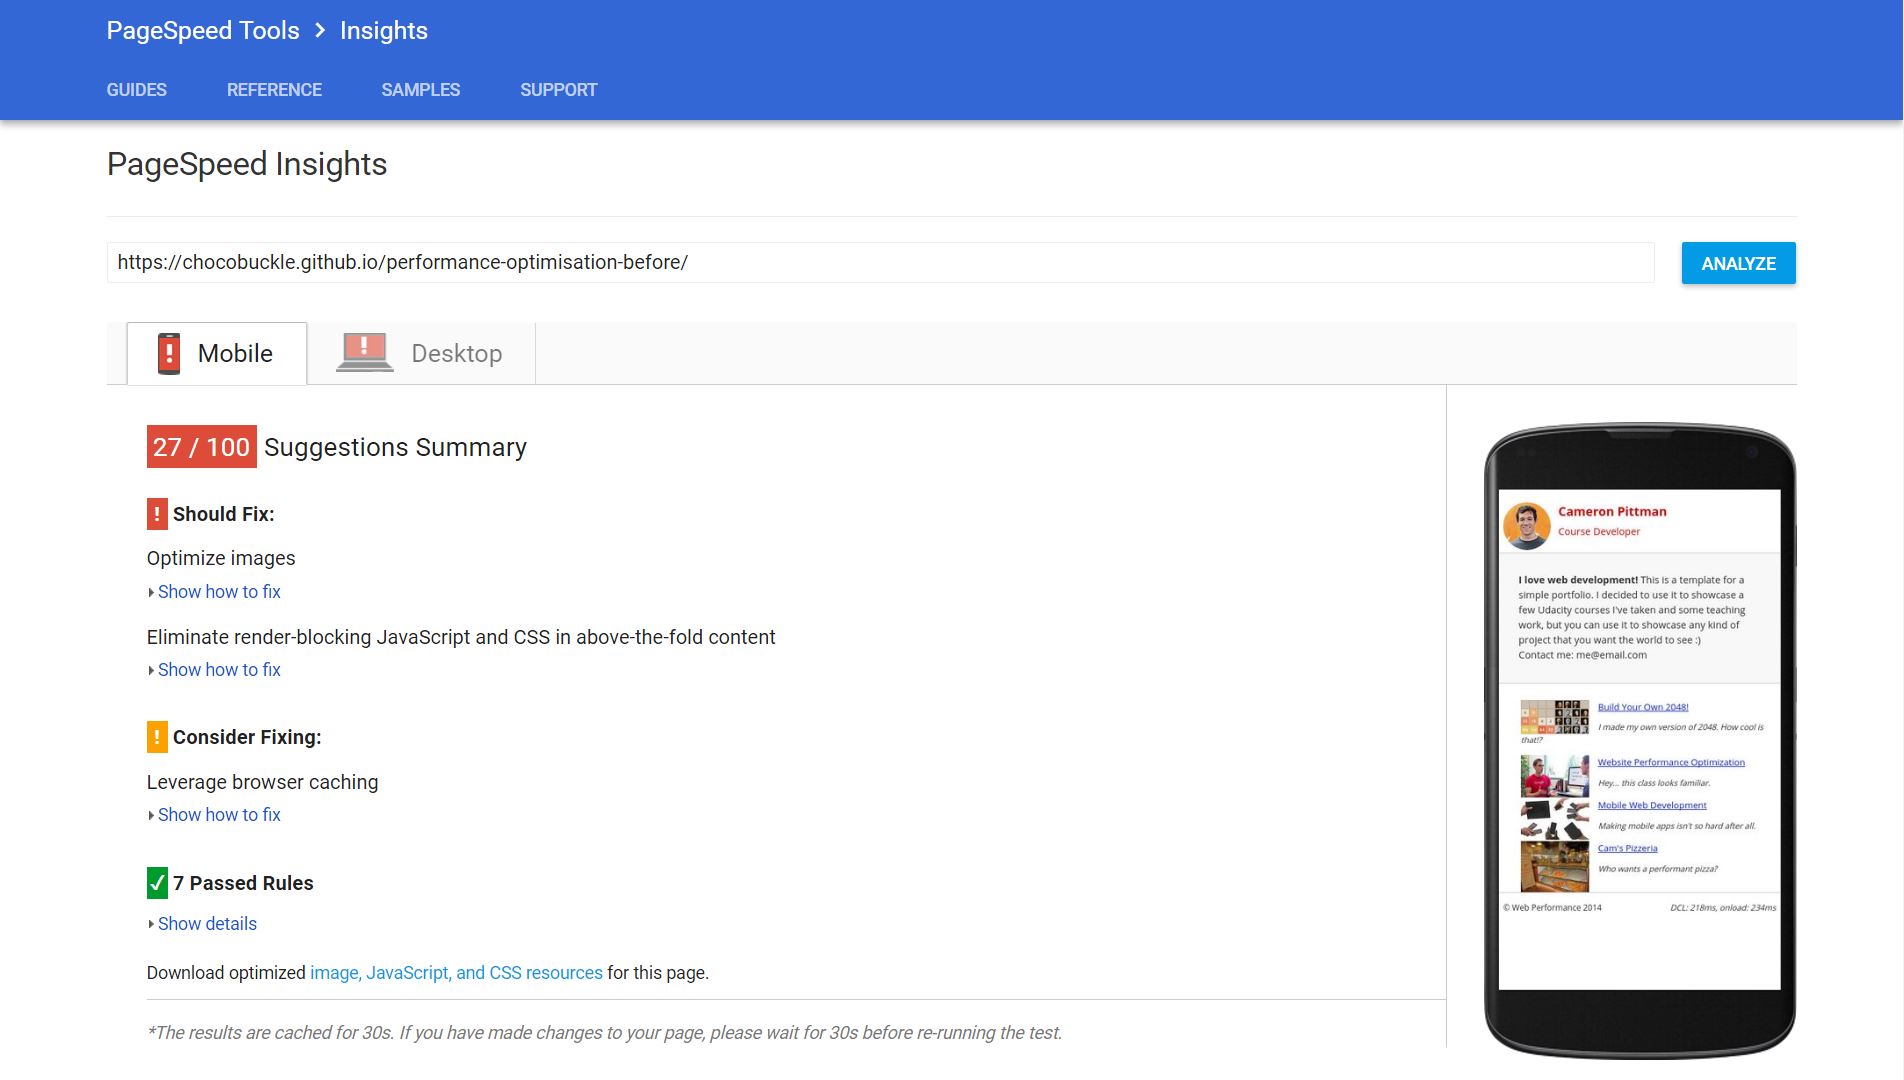 PageSpeed Tools > Insights
GUIDES REFERENCE SAMPLES SUPPORT
PageSpeed Insights
https://chocobuckle.github.io/performance-optimisation-before/
ANALYZE
Mobile
Desktop
27 / 100 Suggestions Summary
! Should Fix:
Optimize images
Show how to fix
Eliminate render-blocking JavaScript and CSS in above-the-fold content
Show how to fix
! Consider Fixing:
Leverage browser caching
Show how to fix
7 Passed Rules
Show details
Download optimized image, JavaScript, and CSS resources for this page.
*The results are cached for 30s. If you have made changes to your page, please wait for 30s before re-running the test.
Cameron Pittman
Course Developer
I love web development! This is a template for a
simple portfolio. I decided to use it to showcase a
few Udacity courses I've taken and some teaching
work, but you can use it to showcase any kind of
project that you want the world to see :)
Contact me: me@email.com
Build Your Own 2048!
I made my own version of 2048. How cool is
that!?
Website Performance Optimization
Hey... this class looks familiar.
Mobile Web Development
Making mobile apps isn't so hard after all.
Cam's Pizzeria
Who wants a performant pizza?
© Web Performance 2014
DCL: 218ms, onload: 234ms